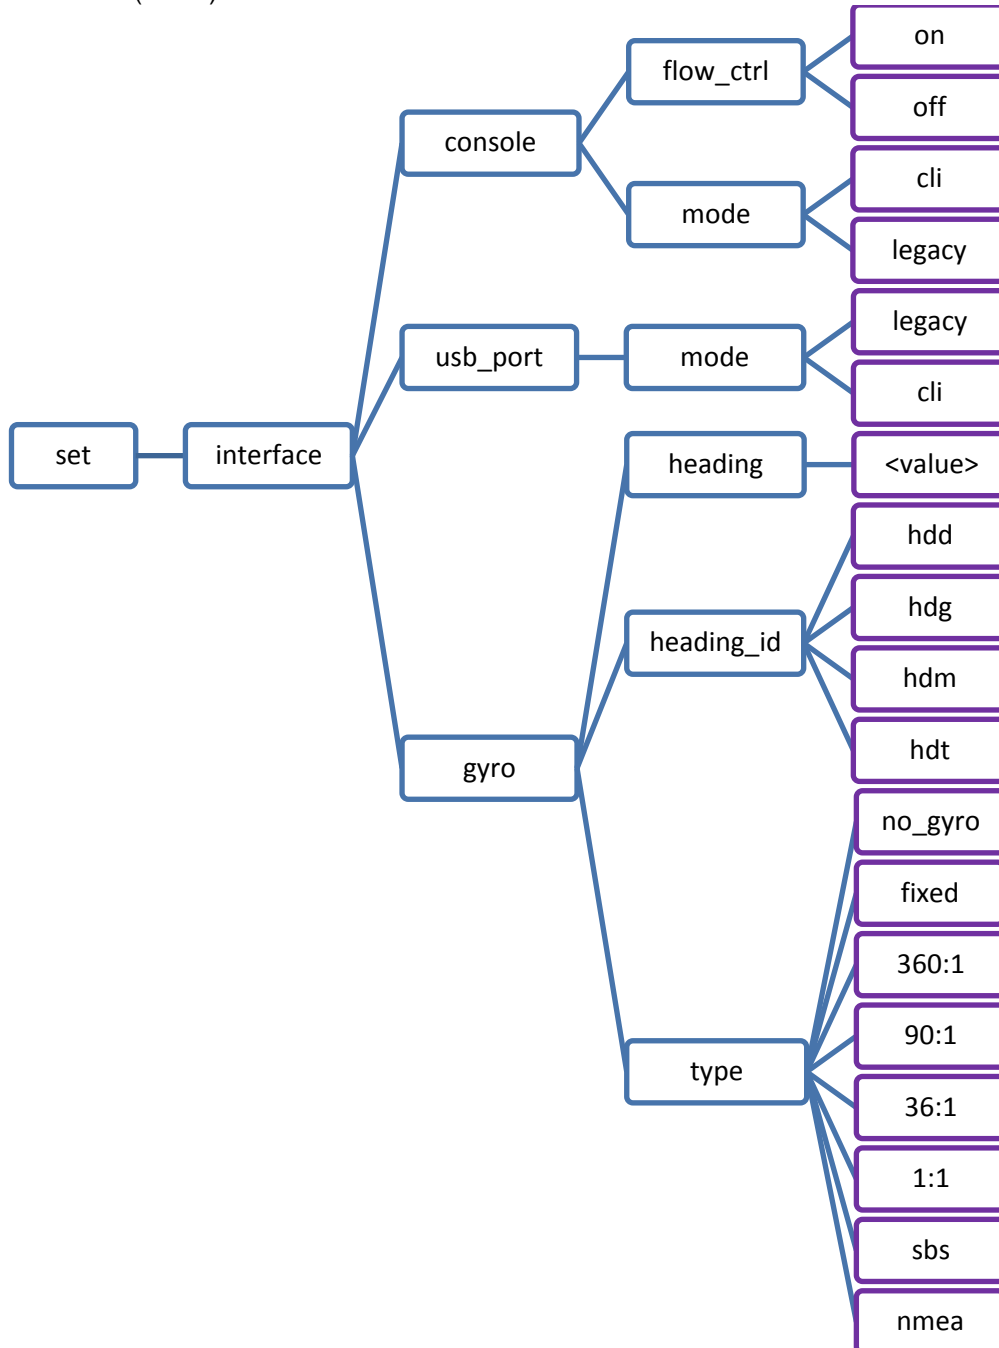 set
interface
console
flow_ctrl
on
off
mode
cli
legacy
usb_port
mode
legacy
cli
gyro
heading
<value>
heading_id
hdd
hdg
hdm
hdt
type
no_gyro
fixed
360:1
90:1
36:1
1:1
sbs
nmea